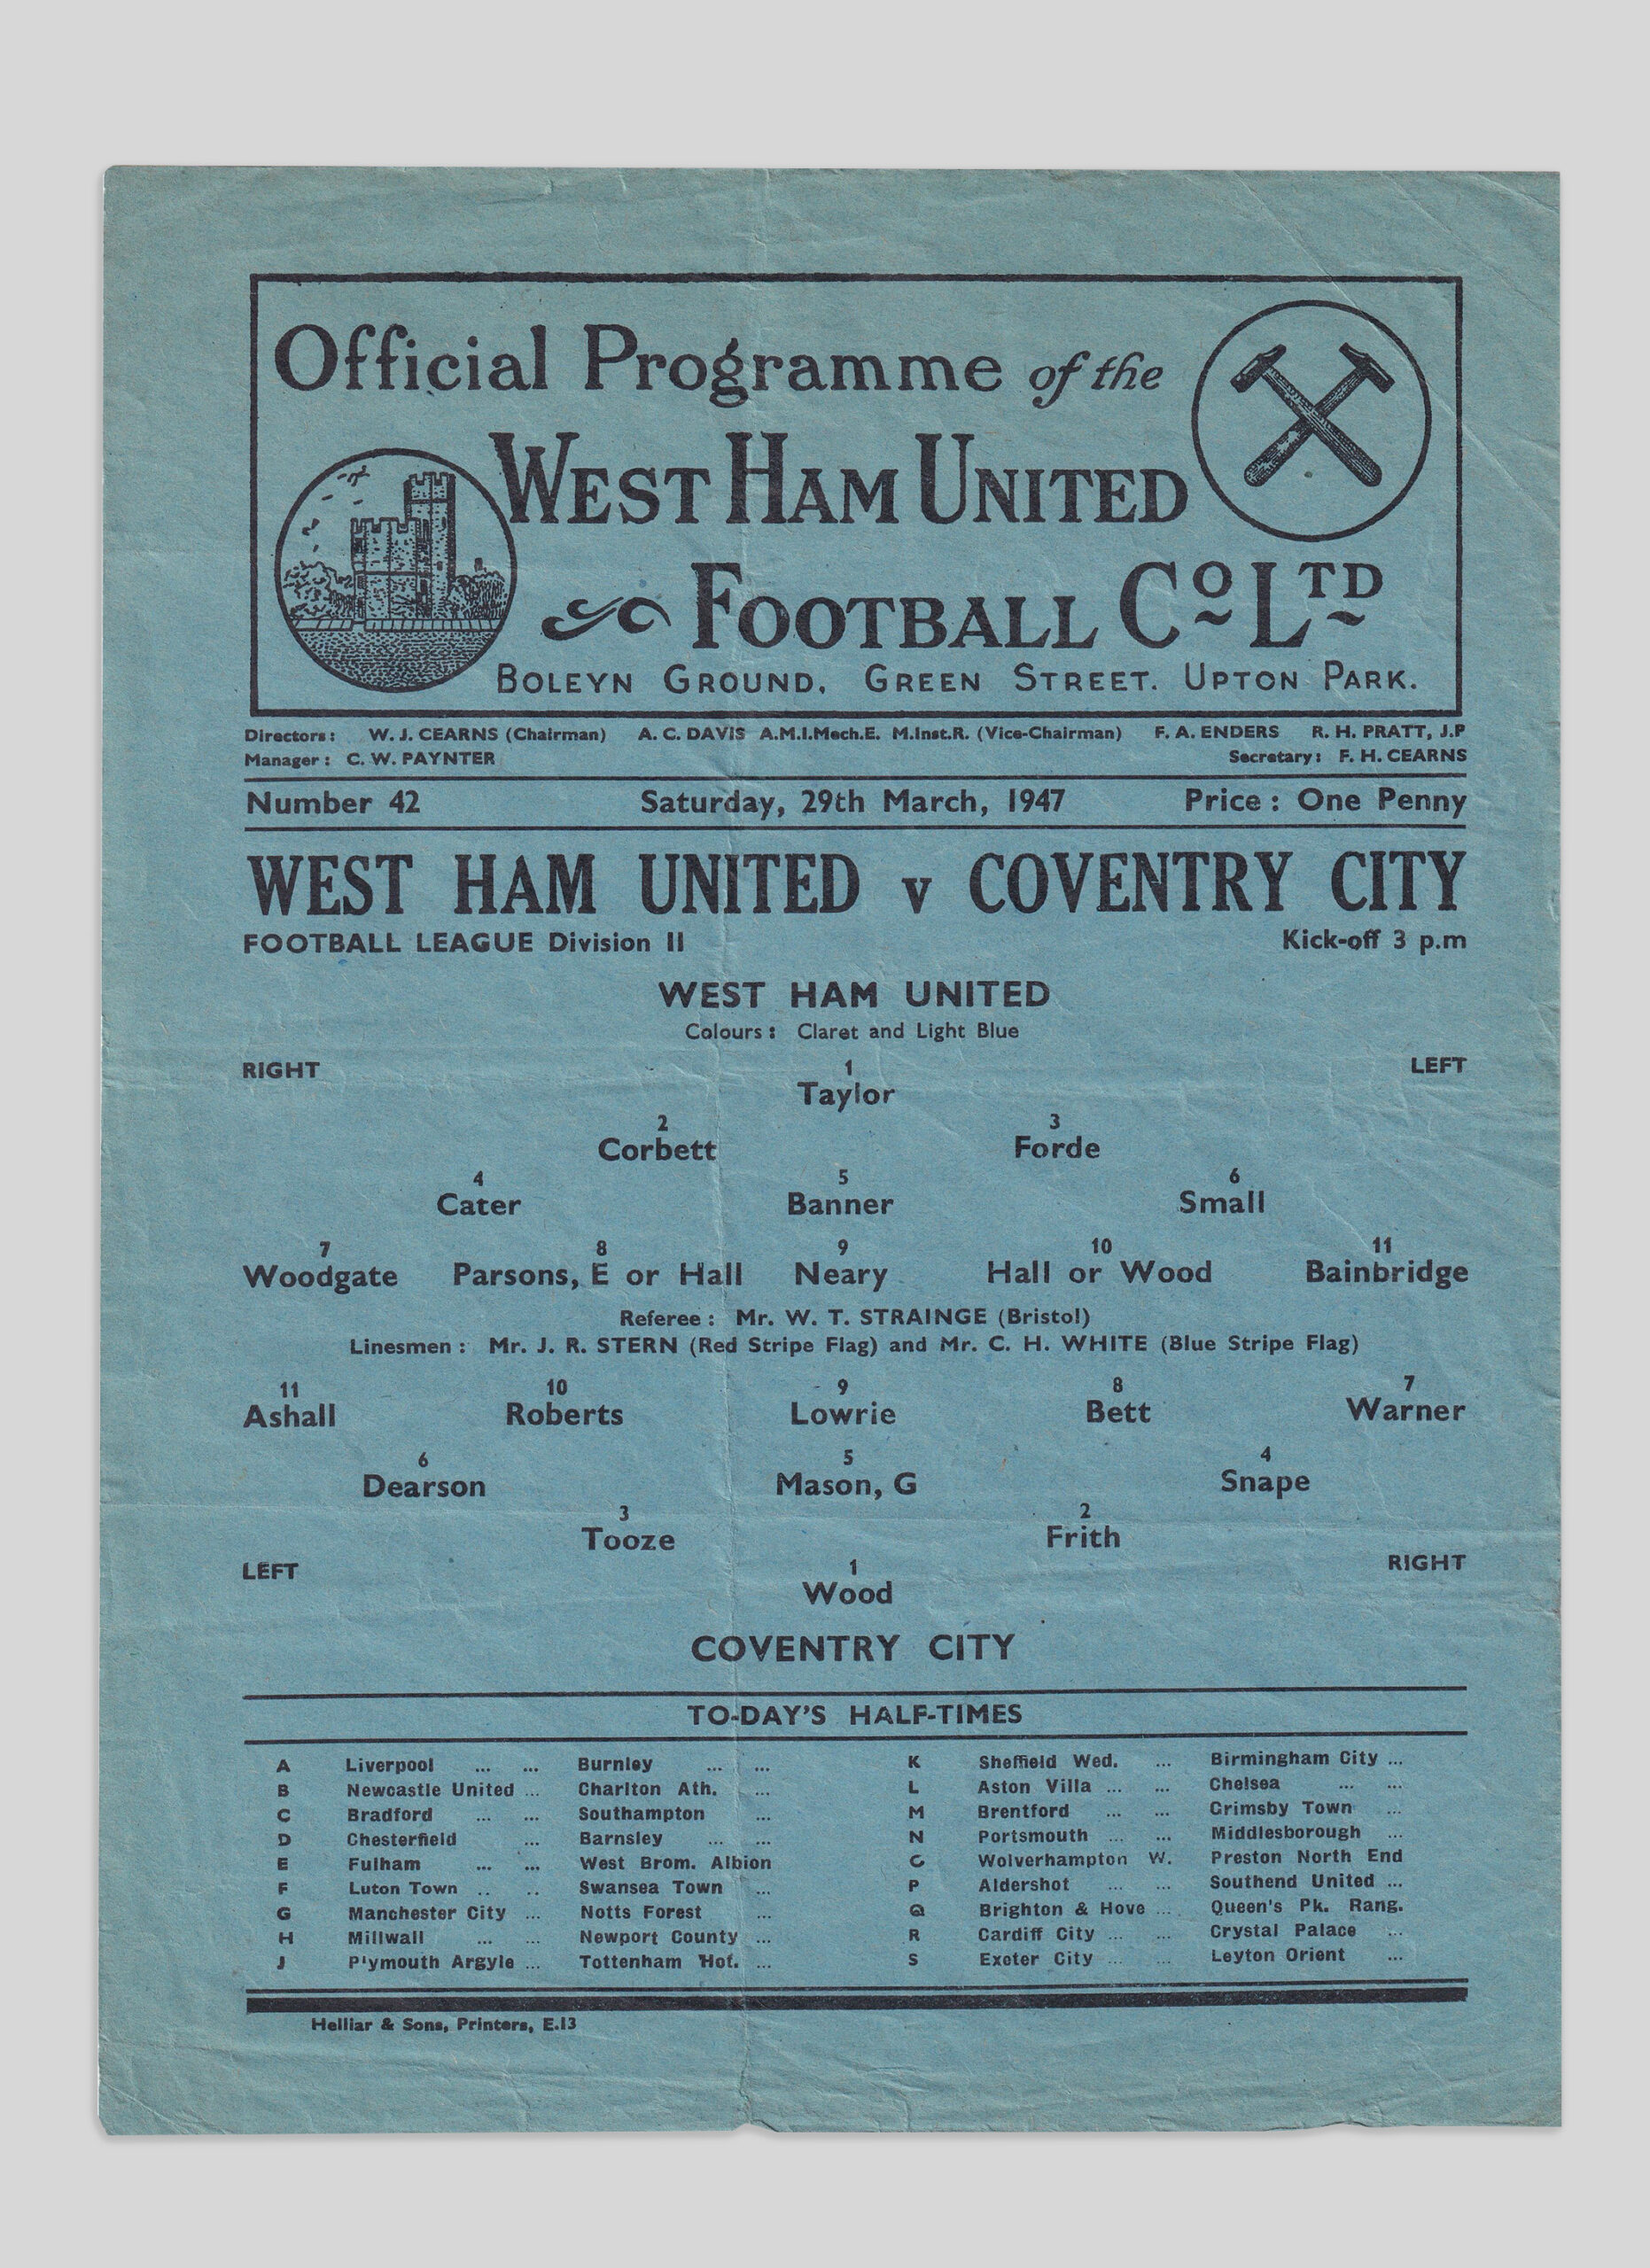 Official Programme of the
WEST HAM UNITED
FOOTBALL CO LTD
BOLEYN GROUND, GREEN STREET. UPTON PARK.
Directors: W. J. CEARNS (Chairman) A. C. DAVIS A.M.I.Mech.E. M.Inst.R. (Vice-Chairman) F. A. ENDERS R. H. PRATT, J.P
Manager: C. W. PAYNTER Secretary: F. H. CEARNS
Number 42 Saturday, 29th March, 1947 Price: One Penny
WEST HAM UNITED v COVENTRY CITY
FOOTBALL LEAGUE Division II Kick-off 3 p.m
WEST HAM UNITED
Colours: Claret and Light Blue
RIGHT 1 LEFT
Taylor
2 3
Corbett Forde
4 5 6
Cater Banner Small
7 8 9 10 11
Woodgate Parsons, E or Hall Neary Hall or Wood Bainbridge
Referee: Mr. W. T. STRAINGE (Bristol)
Linesmen: Mr. J. R. STERN (Red Stripe Flag) and Mr. C. H. WHITE (Blue Stripe Flag)
11 10 9 8 7
Ashall Roberts Lowrie Bett Warner
6 5 4
Dearson Mason, G Snape
3 2
Tooze Frith
LEFT 1 RIGHT
Wood
COVENTRY CITY
TO-DAY'S HALF-TIMES
A Liverpool ... ... Burnley ... ... K Sheffield Wed. ... Birmingham City ...
B Newcastle United ... Charlton Ath. ... L Aston Villa ... ... Chelsea ... ...
C Bradford ... ... Southampton ... M Brentford ... ... Grimsby Town ...
D Chesterfield ... Barnsley ... ... N Portsmouth ... ... Middlesborough ...
E Fulham ... ... West Brom. Albion O Wolverhampton W. Preston North End
F Luton Town .. .. Swansea Town ... P Aldershot ... ... Southend United ...
G Manchester City ... Notts Forest ... Q Brighton & Hove ... Queen's Pk. Rang.
H Millwall ... ... Newport County ... R Cardiff City ... ... Crystal Palace ...
J Plymouth Argyle ... Tottenham Hot. ... S Exeter City ... ... Leyton Orient ...
Helliar & Sons, Printers, E.13